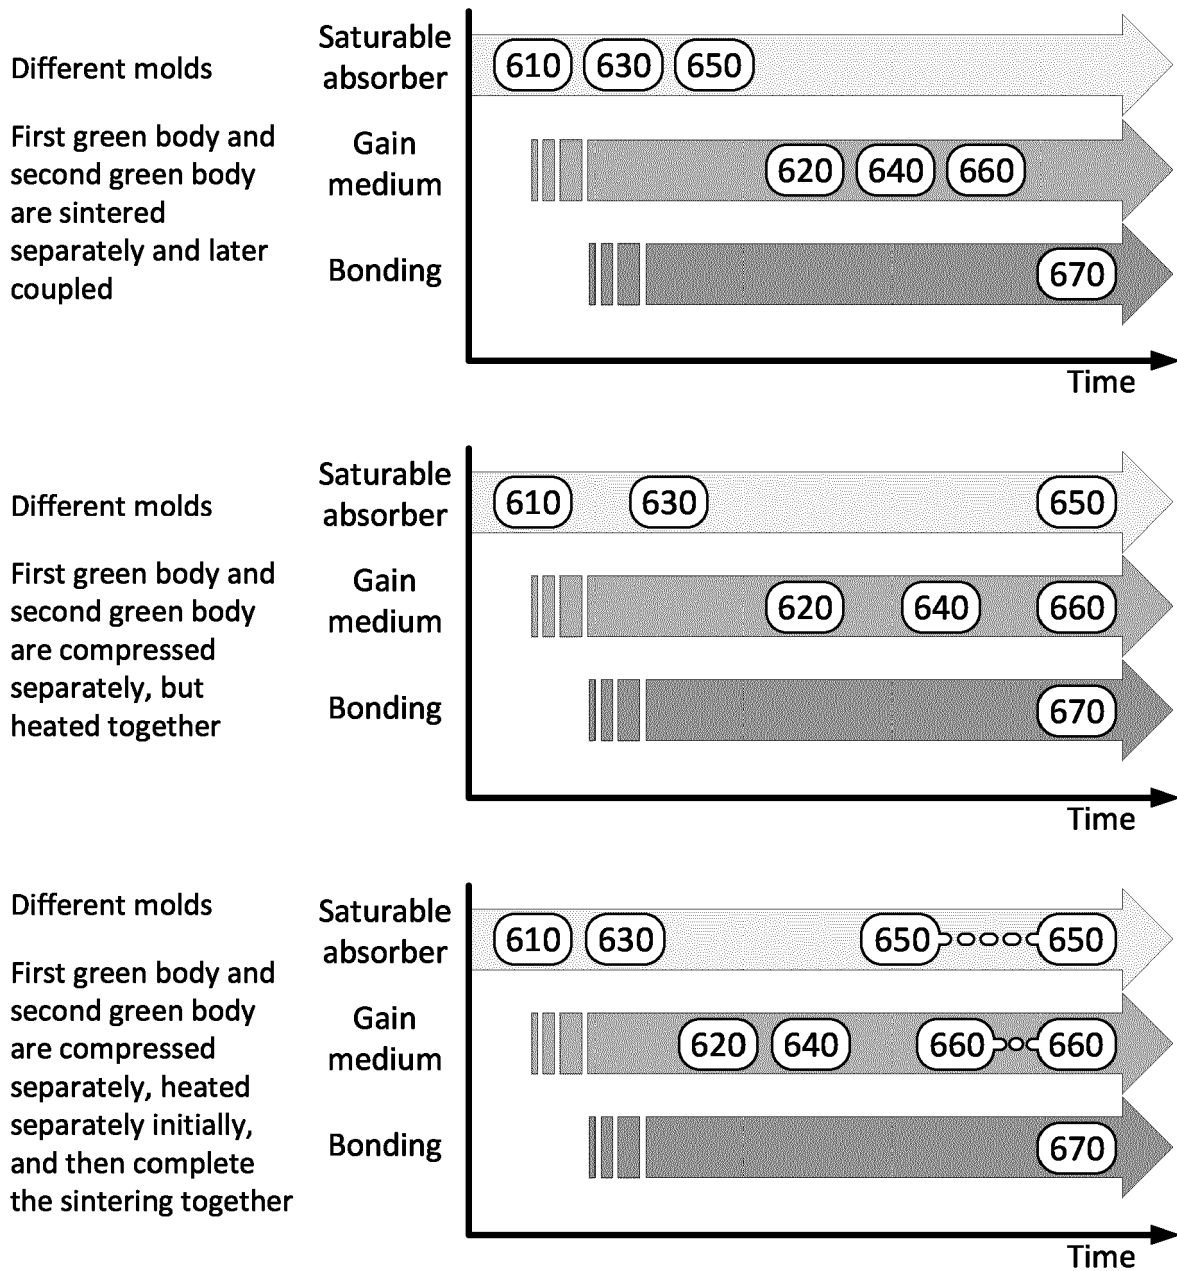 Different molds
First green body and
second green body
are sintered
separately and later
coupled
Saturable
absorber
610 630 650
Gain
medium
620 640 660
Bonding
670
Time
Different molds
First green body and
second green body
are compressed
separately, but
heated together
Saturable
absorber
610 630 650
Gain
medium
620 640 660
Bonding
670
Time
Different molds
First green body and
second green body
are compressed
separately, heated
separately initially,
and then complete
the sintering together
Saturable
absorber
610 630 650 650
Gain
medium
620 640 660 660
Bonding
670
Time